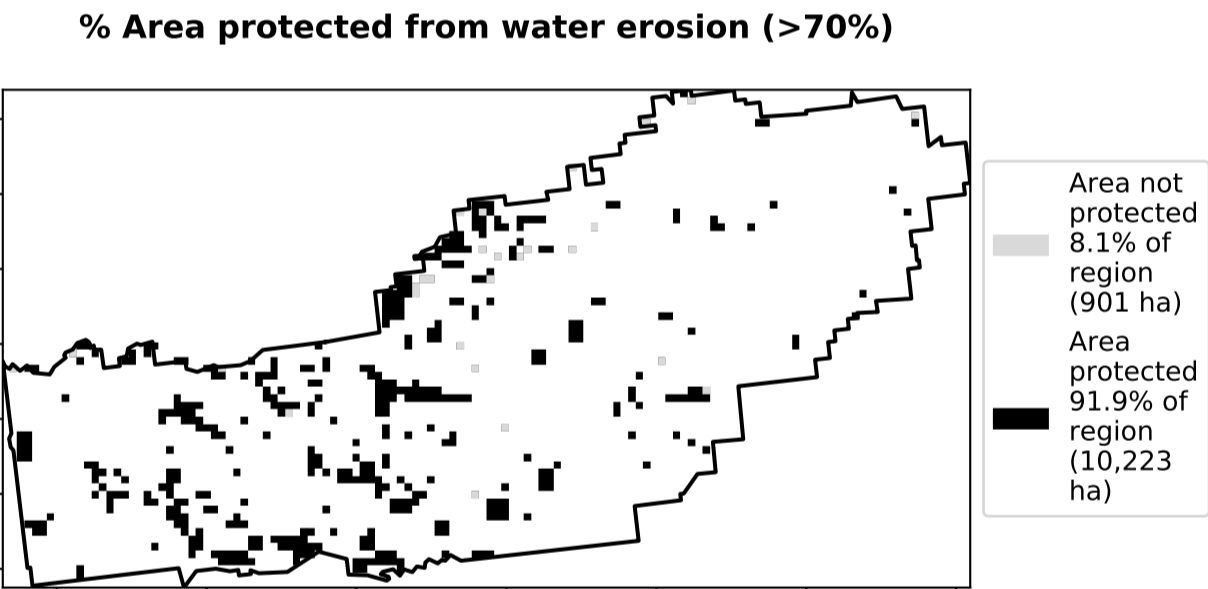 % Area protected from water erosion (>70%)
Area not
protected
8.1% of
region
(901 ha)
Area
protected
91.9% of
region
(10,223
ha)